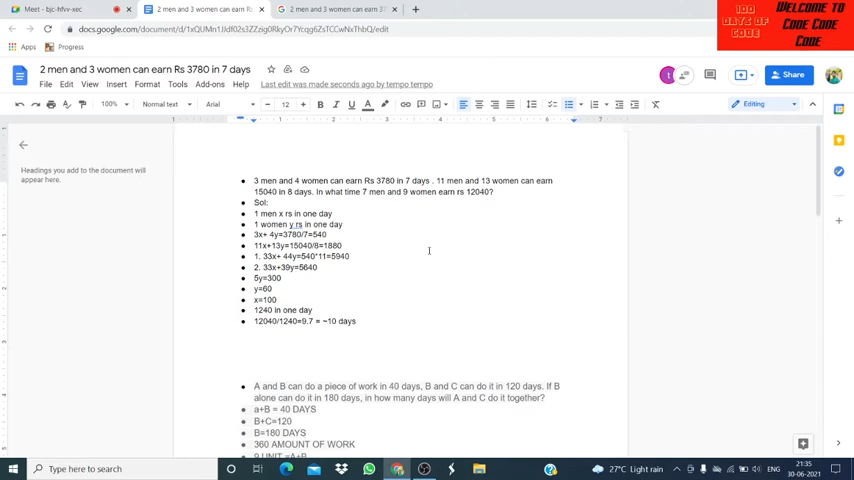 Meet - bjc-hfvv-xec
2 men and 3 women can earn Rs
2 men and 3 women can earn 3
100 DAYS OF CODE
WELCOME TO CODE CODE CODE
docs.google.com/document/d/1xQUMn1JIdf02s3ZZzig0RkyOr7Ycqg6ZsTCCwNxThbQ/edit
Apps
Progress
2 men and 3 women can earn Rs 3780 in 7 days
File Edit View Insert Format Tools Add-ons Help
Last edit was made seconds ago by tempo tempo
t
Share
100%
Normal text
Arial
12
Editing
Headings you add to the document will
appear here.
3 men and 4 women can earn Rs 3780 in 7 days . 11 men and 13 women can earn
15040 in 8 days. In what time 7 men and 9 women earn rs 12040?
Sol:
1 men x rs in one day
1 women y rs in one day
3x+ 4y=3780/7=540
11x+13y=15040/8=1880
1. 33x+ 44y=540*11=5940
2. 33x+39y=5640
5y=300
y=60
x=100
1240 in one day
12040/1240=9.7 = ~10 days
A and B can do a piece of work in 40 days, B and C can do it in 120 days. If B
alone can do it in 180 days, in how many days will A and C do it together?
a+B = 40 DAYS
B+C=120
B=180 DAYS
360 AMOUNT OF WORK
9 UNIT =A+B
Type here to search
27°C Light rain
ENG
21:35
30-06-2021